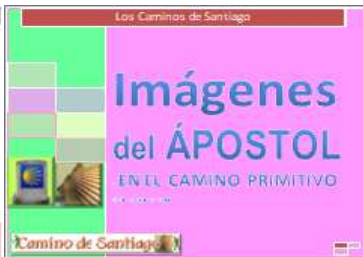 Los Caminos de Santiago
Imágenes
del ÁPOSTOL
EN EL CAMINO PRIMITIVO
Camino de Santiago